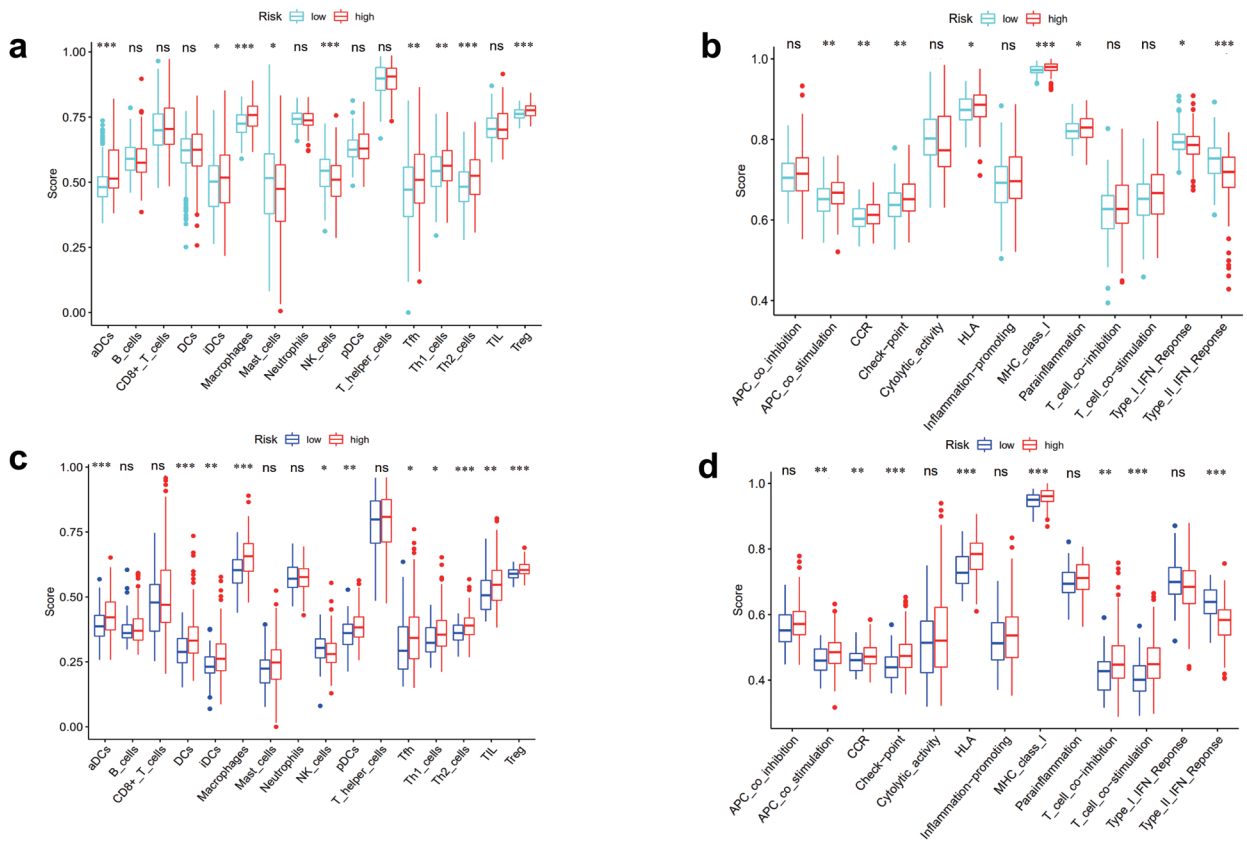 a
Risk low high
*** ns ns ns * *** * ns *** ns ns ** ** *** ns ***
1.00
0.75
0.50
0.25
0.00
Score
aDCs
B_cells
CD8+_T_cells
DCs
iDCs
Macrophages
Mast_cells
Neutrophils
NK_cells
pDCs
T_helper_cells
Tfh
Th1_cells
Th2_cells
TIL
Treg
b
Risk low high
ns ** ** ** ns * ns *** * ns ns * ***
1.0
0.8
0.6
0.4
Score
APC_co_inhibition
APC_co_stimulation
CCR
Check-point
Cytolytic_activity
HLA
Inflammation-promoting
MHC_class_I
Parainflammation
T_cell_co-inhibition
T_cell_co-stimulation
Type_I_IFN_Reponse
Type_II_IFN_Reponse
c
Risk low high
*** ns ns *** ** *** ns ns * ** ns * * *** ** ***
1.00
0.75
0.50
0.25
0.00
Score
aDCs
B_cells
CD8+_T_cells
DCs
iDCs
Macrophages
Mast_cells
Neutrophils
NK_cells
pDCs
T_helper_cells
Tfh
Th1_cells
Th2_cells
TIL
Treg
d
Risk low high
ns ** ** *** ns *** ns *** ns ** *** ns ***
1.0
0.8
0.6
0.4
Score
APC_co_inhibition
APC_co_stimulation
CCR
Check-point
Cytolytic_activity
HLA
Inflammation-promoting
MHC_class_I
Parainflammation
T_cell_co-inhibition
T_cell_co-stimulation
Type_I_IFN_Reponse
Type_II_IFN_Reponse